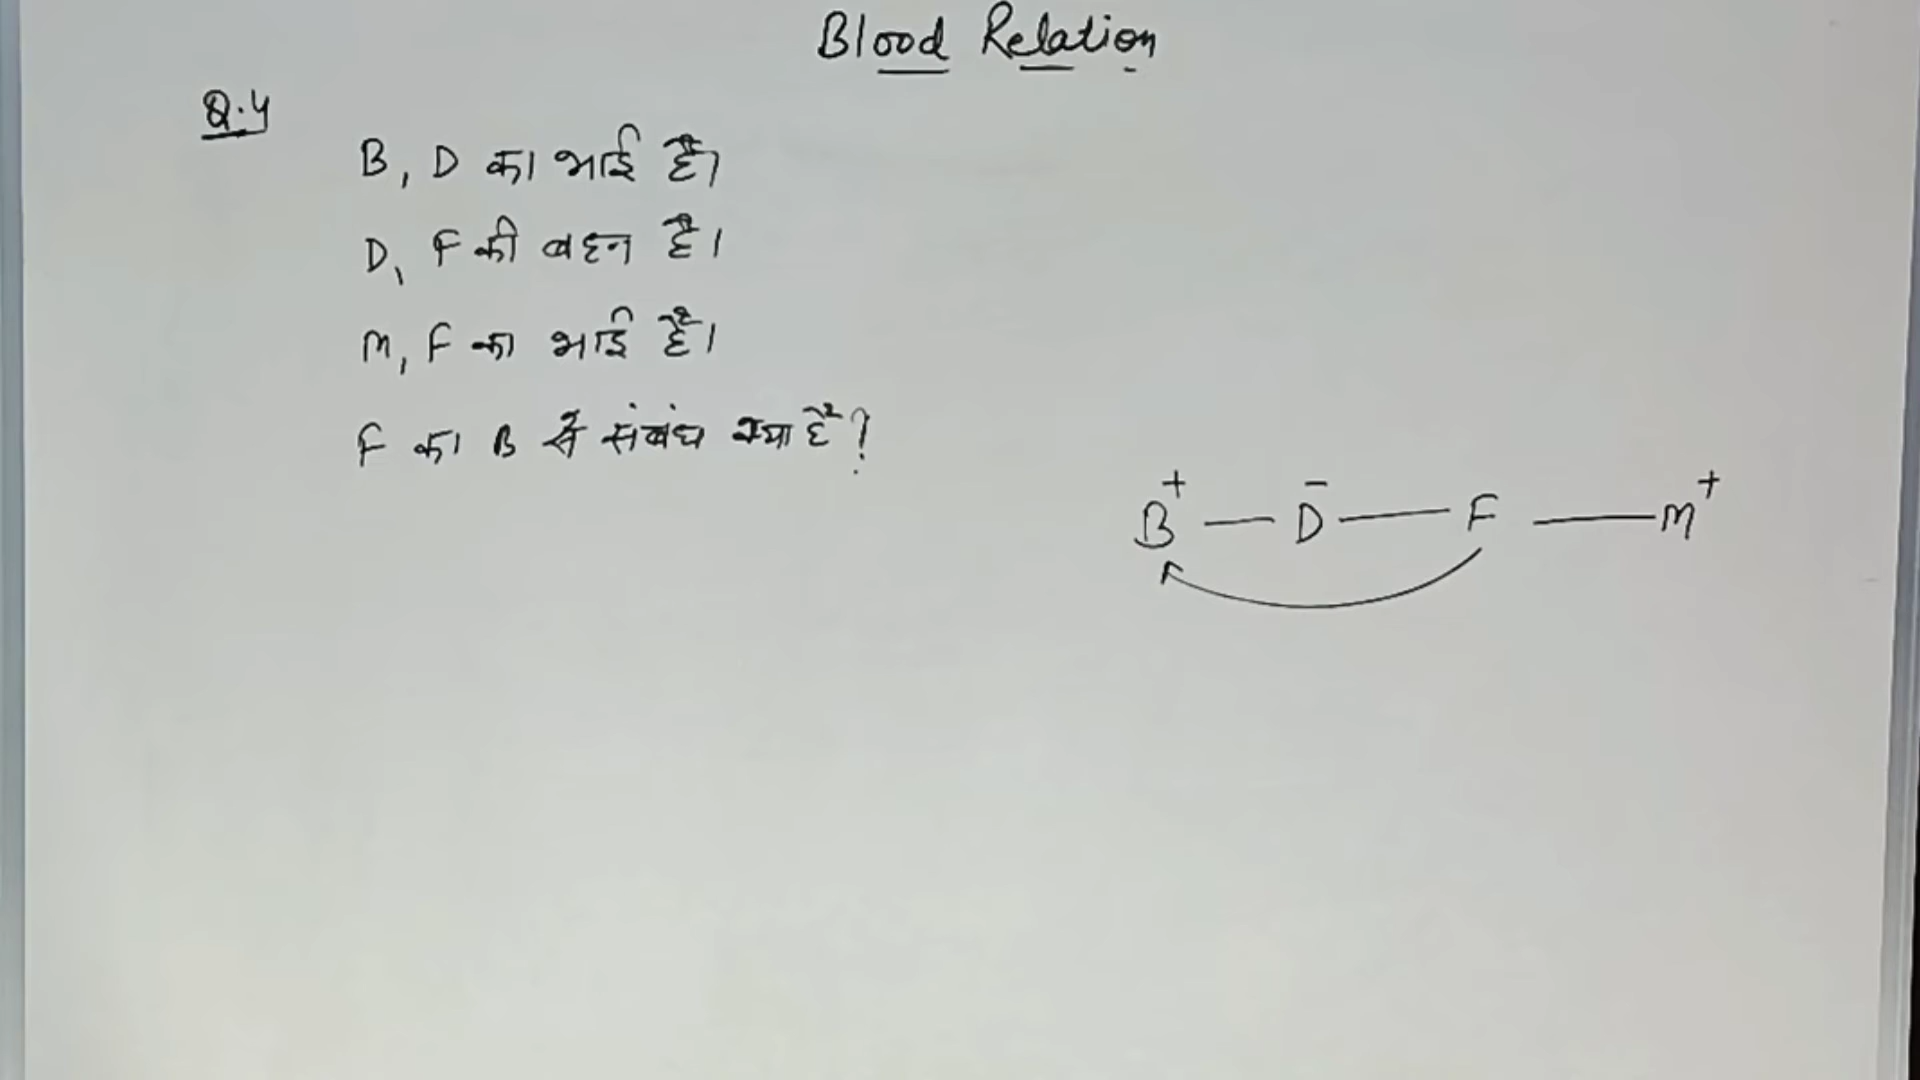 Blood Relation
Q.4
B, D का भाई है।
D, F की बहन है।
M, F का भाई है।
F का B से संबंध क्या है?
+ - +
B — D — F — M